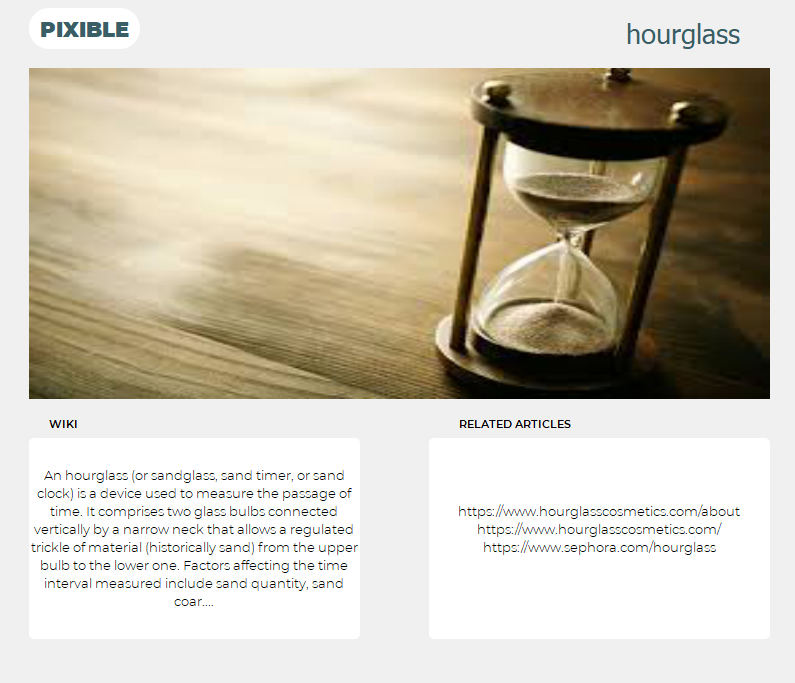 PIXIBLE
hourglass
WIKI
An hourglass (or sandglass, sand timer, or sand
clock) is a device used to measure the passage of
time. It comprises two glass bulbs connected
vertically by a narrow neck that allows a regulated
trickle of material (historically sand) from the upper
bulb to the lower one. Factors affecting the time
interval measured include sand quantity, sand
coar....
RELATED ARTICLES
https://www.hourglasscosmetics.com/about
https://www.hourglasscosmetics.com/
https://www.sephora.com/hourglass